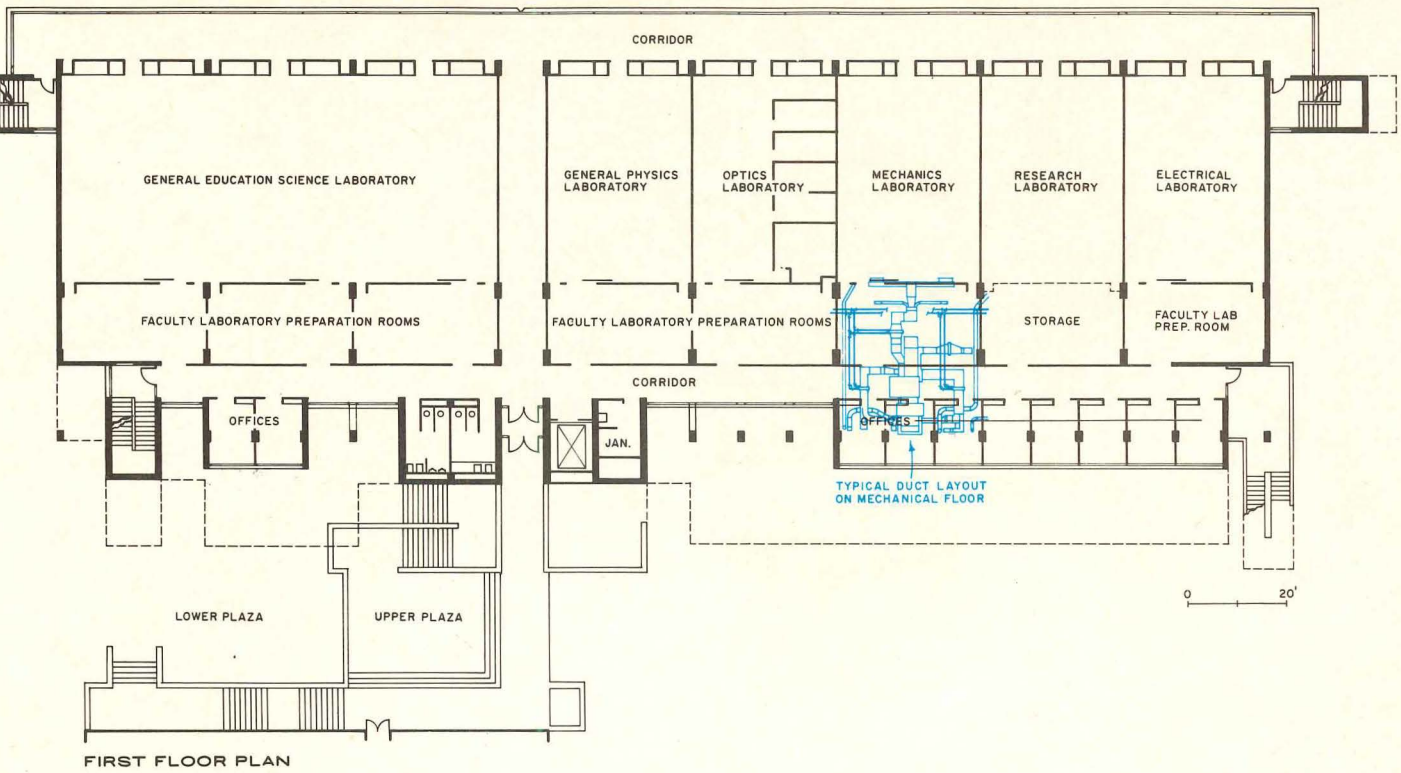 CORRIDOR
GENERAL EDUCATION SCIENCE LABORATORY
GENERAL PHYSICS
LABORATORY
OPTICS
LABORATORY
MECHANICS
LABORATORY
RESEARCH
LABORATORY
ELECTRICAL
LABORATORY
FACULTY LABORATORY PREPARATION ROOMS
FACULTY LABORATORY PREPARATION ROOMS
STORAGE
FACULTY LAB
PREP. ROOM
CORRIDOR
OFFICES
JAN.
OFFICES
TYPICAL DUCT LAYOUT
ON MECHANICAL FLOOR
0 20'
LOWER PLAZA
UPPER PLAZA
FIRST FLOOR PLAN